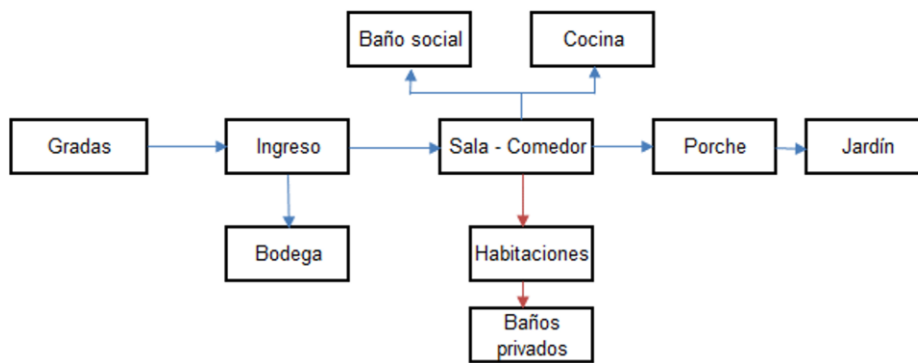 Baño social
Cocina
Gradas
Ingreso
Sala - Comedor
Porche
Jardín
Bodega
Habitaciones
Baños
privados